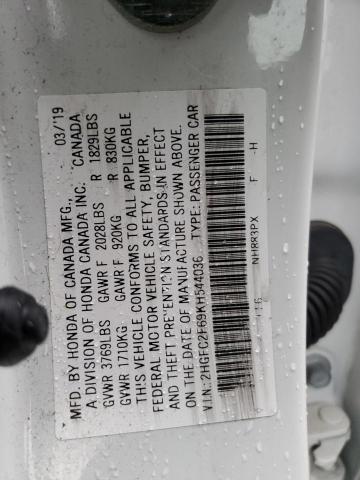 MFD. BY HONDA OF CANADA MFG., 03/'19
A DIVISION OF HONDA CANADA INC. CANADA
GVWR 3769LBS GAWR F 2028LBS R 1829LBS
GVWR 1710KG GAWR F 920KG R 830KG
THIS VEHICLE CONFORMS TO ALL APPLICABLE
FEDERAL MOTOR VEHICLE SAFETY, BUMPER,
AND THEFT PREVENTION STANDARDS IN EFFECT
ON THE DATE OF MANUFACTURE SHOWN ABOVE.
V.I.N.: 2HGFC2F69KH544036 TYPE: PASSENGER CAR
NH883PX F -H